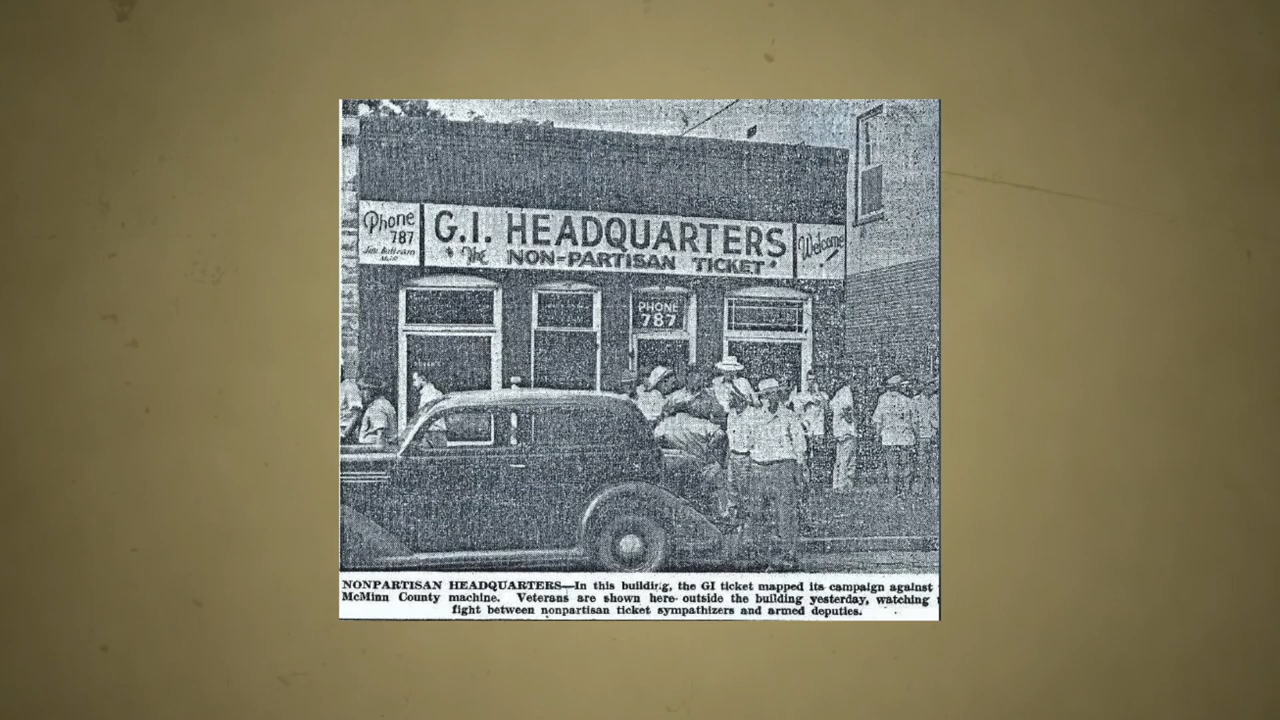 Phone
787
G.I. HEADQUARTERS
The
NON-PARTISAN TICKET
Welcome
PHONE
787
NONPARTISAN HEADQUARTERS—In this building, the GI ticket mapped its campaign against
McMinn County machine. Veterans are shown here outside the building yesterday, watching
fight between nonpartisan ticket sympathizers and armed deputies.